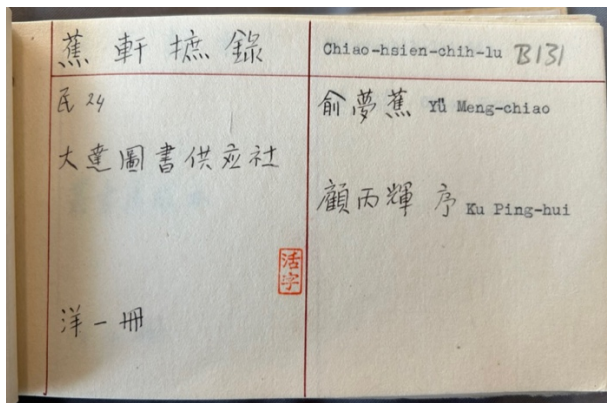 蕉軒摭錄
Chiao-hsien-chih-lu B131
民24
大達圖書供应社
活字
洋一冊
俞夢蕉 Yü Meng-chiao
顧丙輝 序 Ku Ping-hui